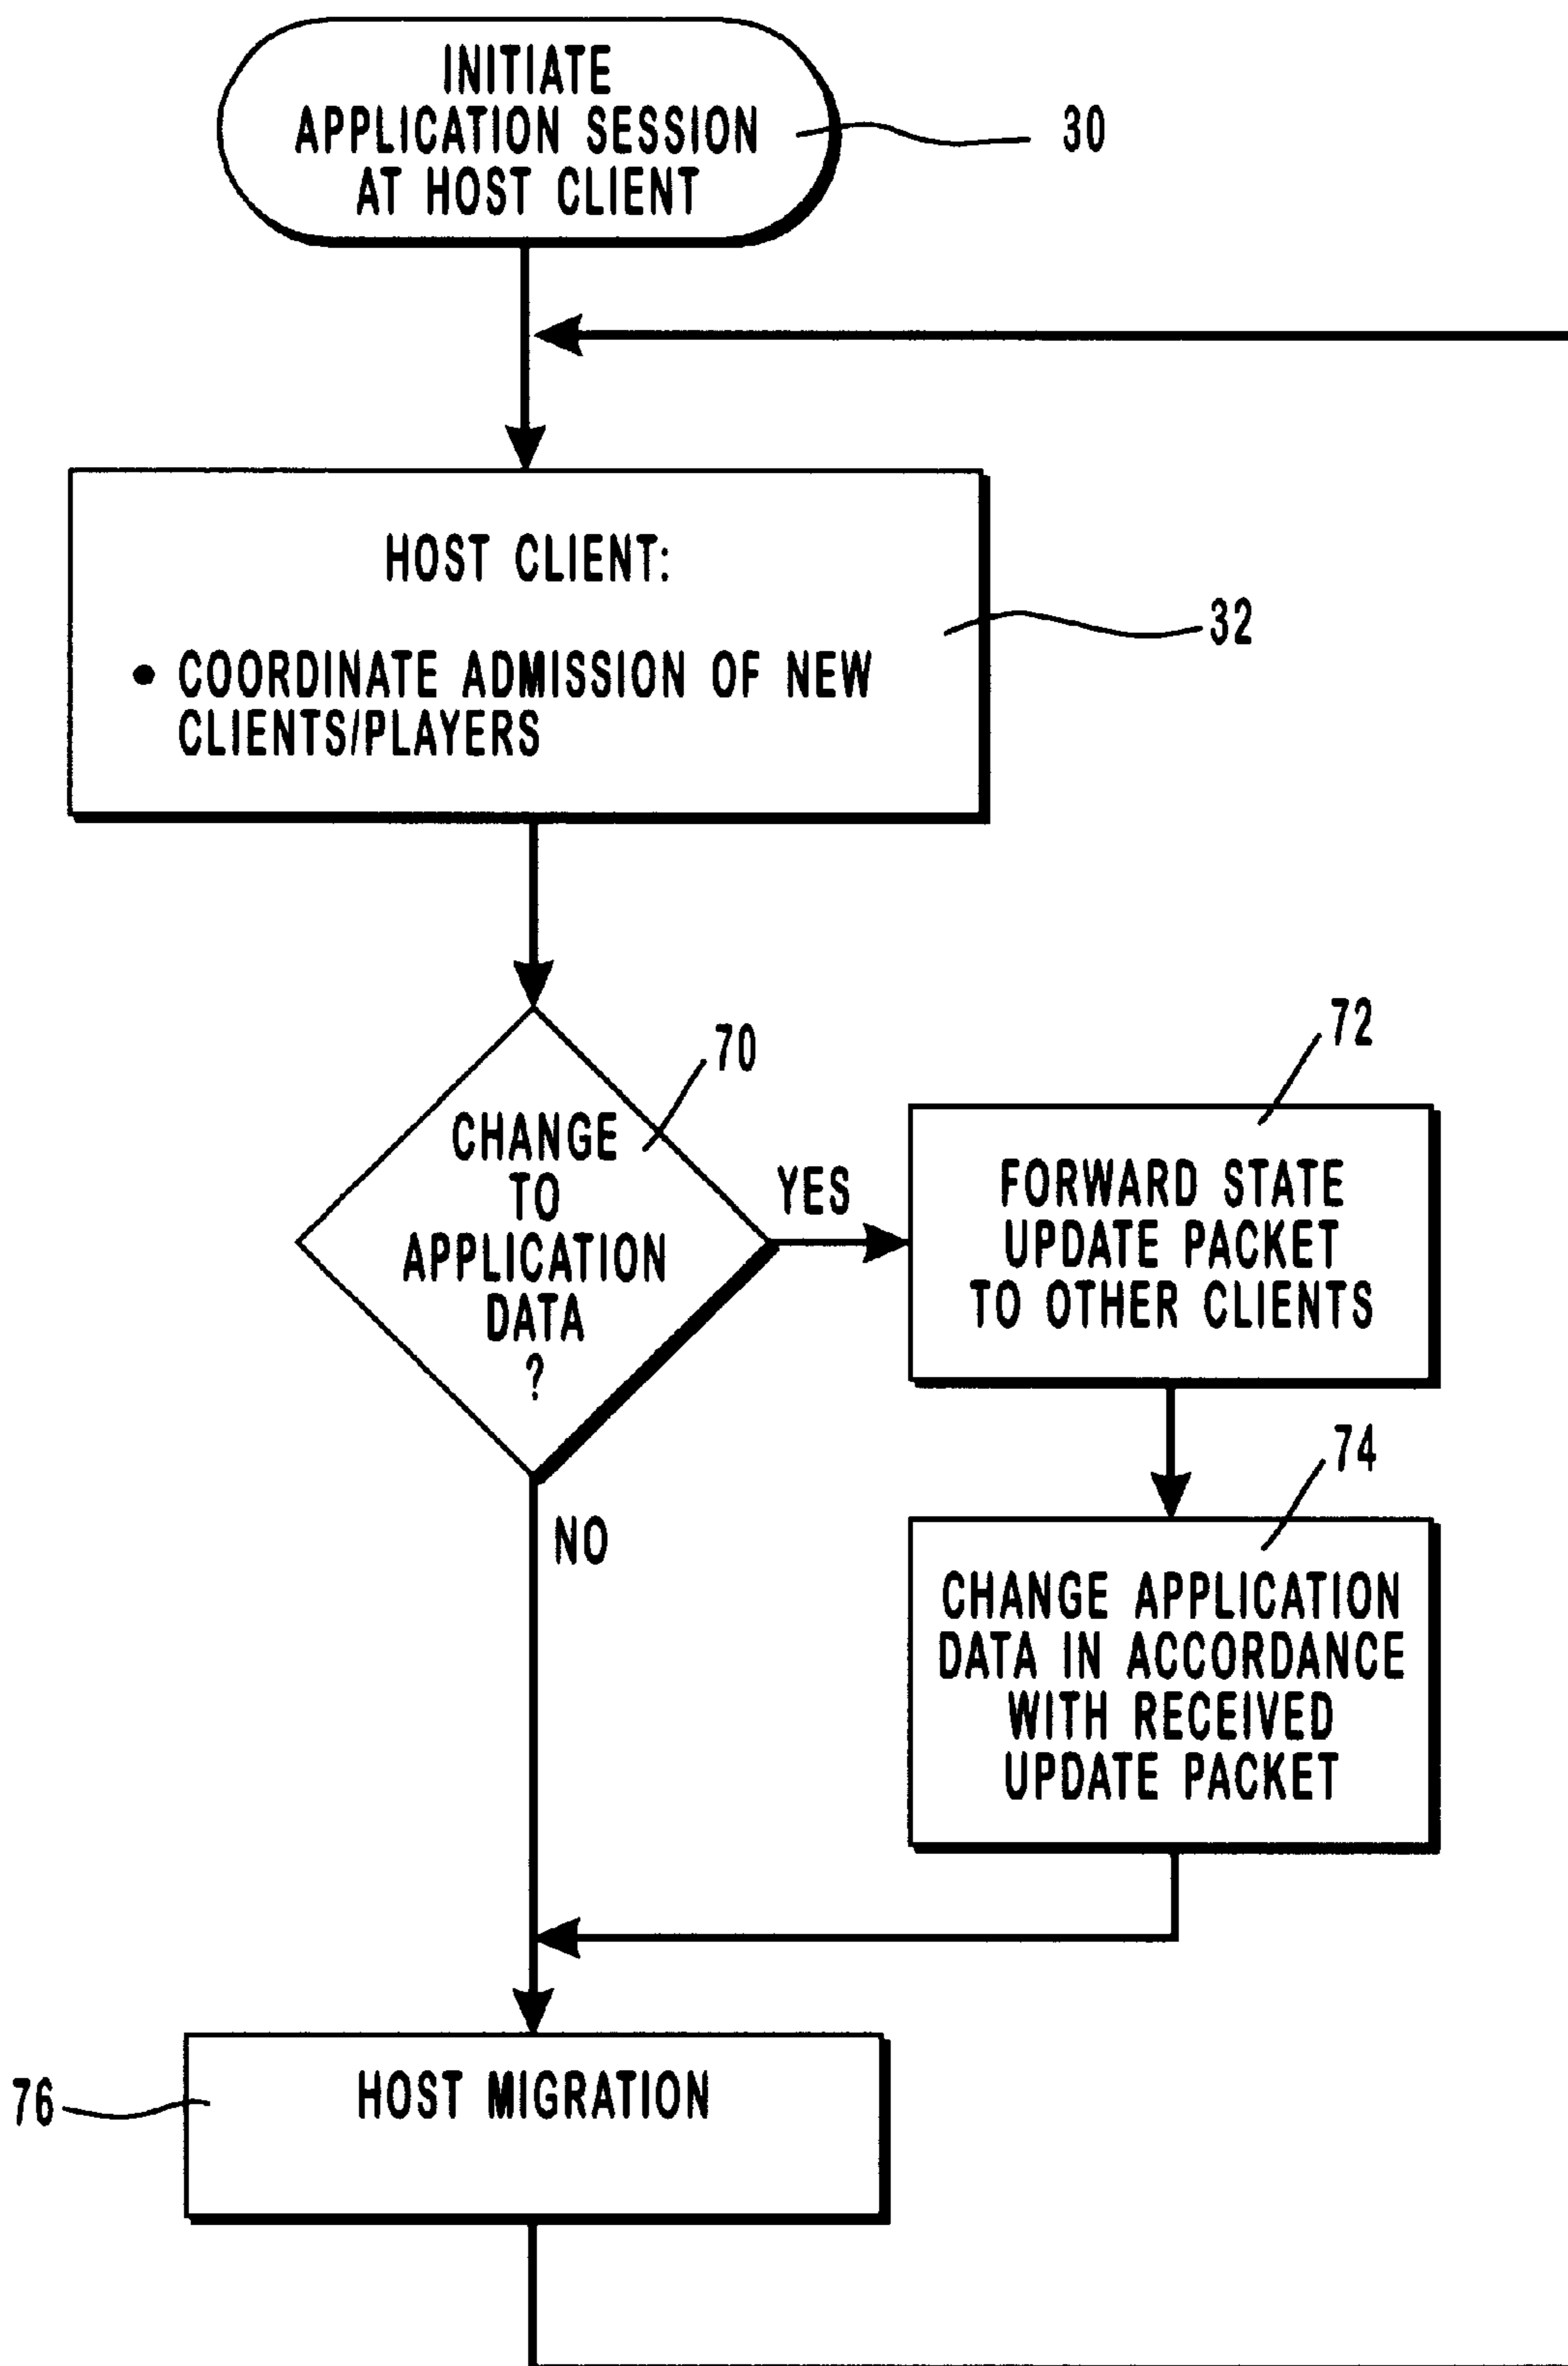 INITIATE
APPLICATION SESSION
AT HOST CLIENT
30
HOST CLIENT:
• COORDINATE ADMISSION OF NEW
CLIENTS/PLAYERS
32
70
CHANGE
TO
APPLICATION
DATA
?
YES
72
FORWARD STATE
UPDATE PACKET
TO OTHER CLIENTS
74
NO
CHANGE APPLICATION
DATA IN ACCORDANCE
WITH RECEIVED
UPDATE PACKET
76
HOST MIGRATION